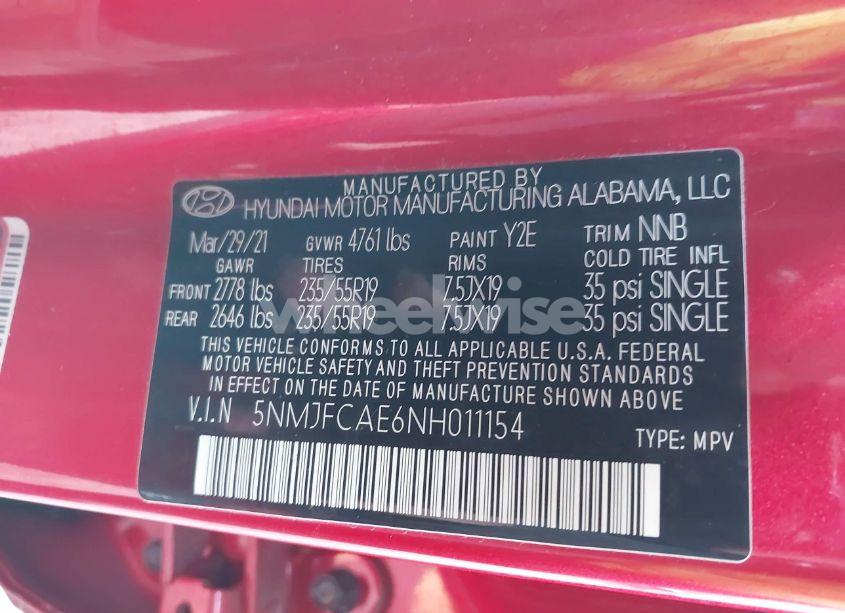 MANUFACTURED BY
HYUNDAI MOTOR MANUFACTURING ALABAMA, LLC
Mar/29/21 GVWR 4761 lbs PAINT Y2E TRIM NNB
GAWR TIRES RIMS COLD TIRE INFL
FRONT 2778 lbs 235/55R19 7.5JX19 35 psi SINGLE
REAR 2646 lbs 235/55R19 7.5JX19 35 psi SINGLE
THIS VEHICLE CONFORMS TO ALL APPLICABLE U.S.A. FEDERAL
MOTOR VEHICLE SAFETY AND THEFT PREVENTION STANDARDS
IN EFFECT ON THE DATE OF MANUFACTURE SHOWN ABOVE
V.I.N 5NMJFCAE6NH011154
TYPE: MPV
wheelwise